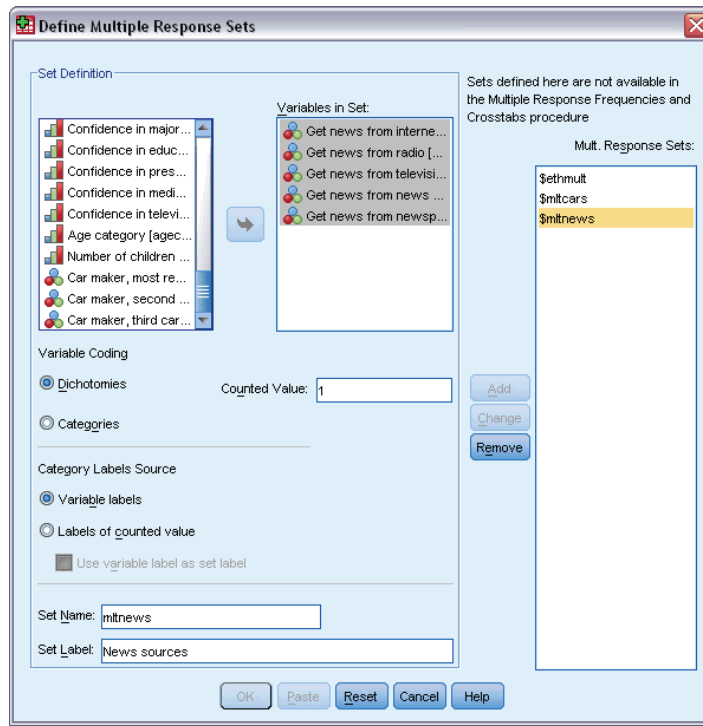 Define Multiple Response Sets
Set Definition
Confidence in major...
Confidence in educ...
Confidence in pres...
Confidence in medi...
Confidence in televi...
Age category [agec...
Number of children ...
Car maker, most re...
Car maker, second ...
Car maker, third car...
Variables in Set:
Get news from interne...
Get news from radio [...
Get news from televisi...
Get news from news ...
Get news from newsp...
Variable Coding
Dichotomies
Counted Value: 1
Categories
Category Labels Source
Variable labels
Labels of counted value
Use variable label as set label
Set Name: mltnews
Set Label: News sources
Sets defined here are not available in
the Multiple Response Frequencies and
Crosstabs procedure
Mult. Response Sets:
$ethmult
$mltcars
$mltnews
Add
Change
Remove
OK Paste Reset Cancel Help